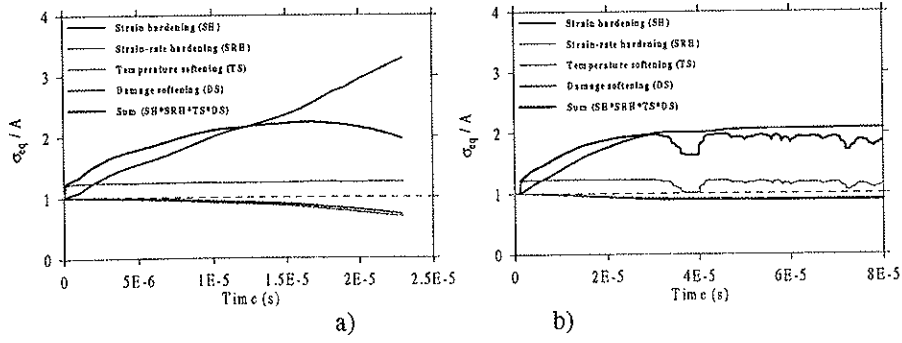 4
3
2
1
0
σeq / A
Strain hardening (SH)
Strain-rate hardening (SRH)
Temperature softening (TS)
Damage softening (DS)
Sum (SH*SRH*TS*DS)
0 5E-6 1E-5 1.5E-5 2E-5 2.5E-5
Time (s)
a)
4
3
2
1
0
σeq / A
Strain hardening (SH)
Strain-rate hardening (SRH)
Temperature softening (TS)
Damage softening (DS)
Sum (SH*SRH*TS*DS)
0 2E-5 4E-5 6E-5 8E-5
Time (s)
b)